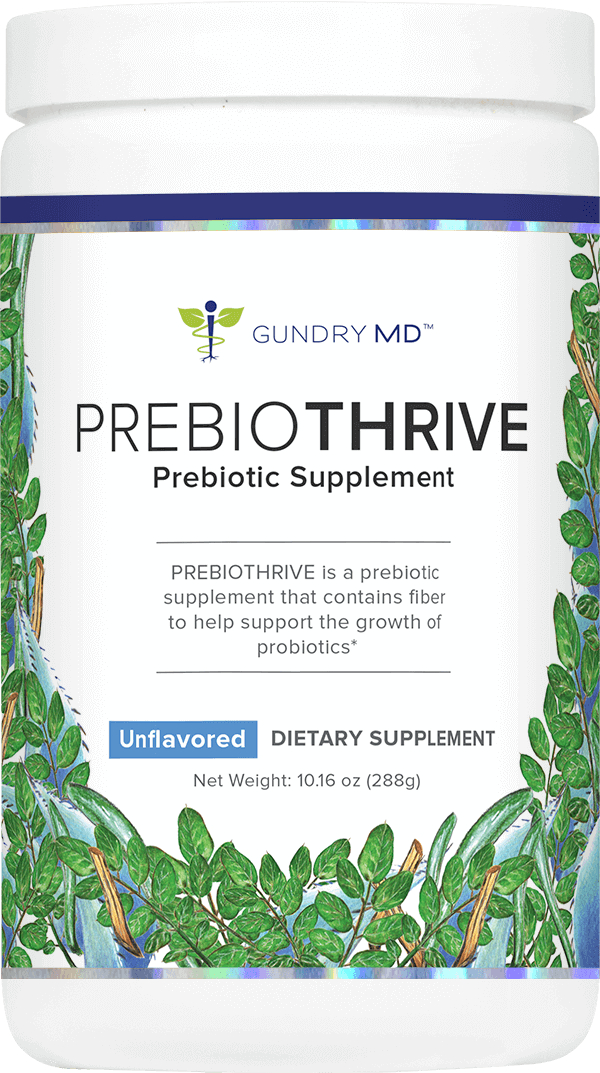 GUNDRY MD™
PREBIOTHRIVE
Prebiotic Supplement
PREBIOTHRIVE is a prebiotic
supplement that contains fiber
to help support the growth of
probiotics*
Unflavored DIETARY SUPPLEMENT
Net Weight: 10.16 oz (288g)